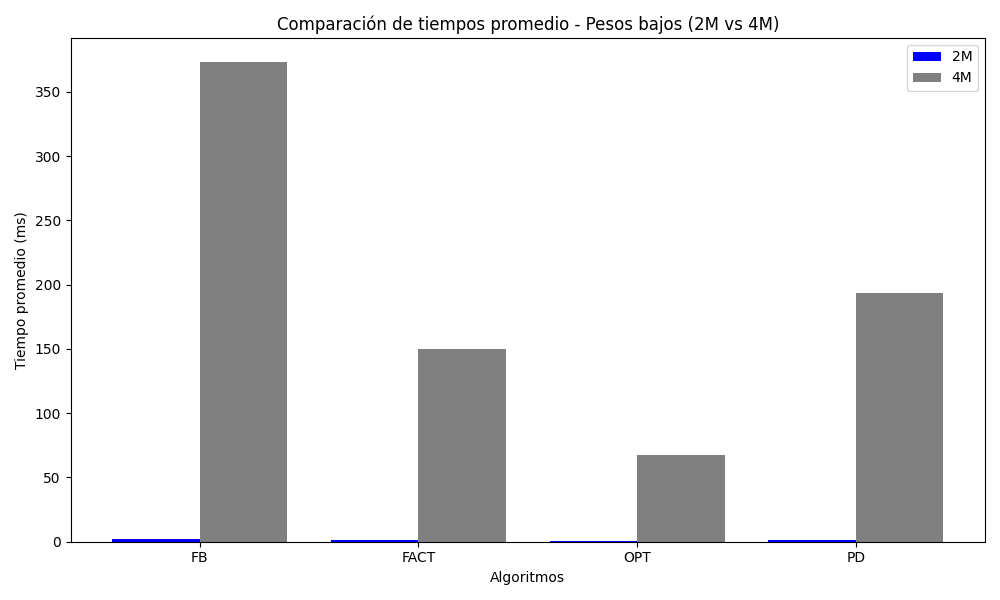 Comparación de tiempos promedio - Pesos bajos (2M vs 4M)
2M
4M
Tiempo promedio (ms)
350
300
250
200
150
100
50
0
FB FACT OPT PD
Algoritmos